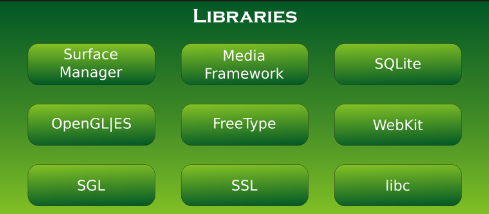 LIBRARIES
Surface
Manager
Media
Framework
SQLite
OpenGL|ES
FreeType
WebKit
SGL
SSL
libc